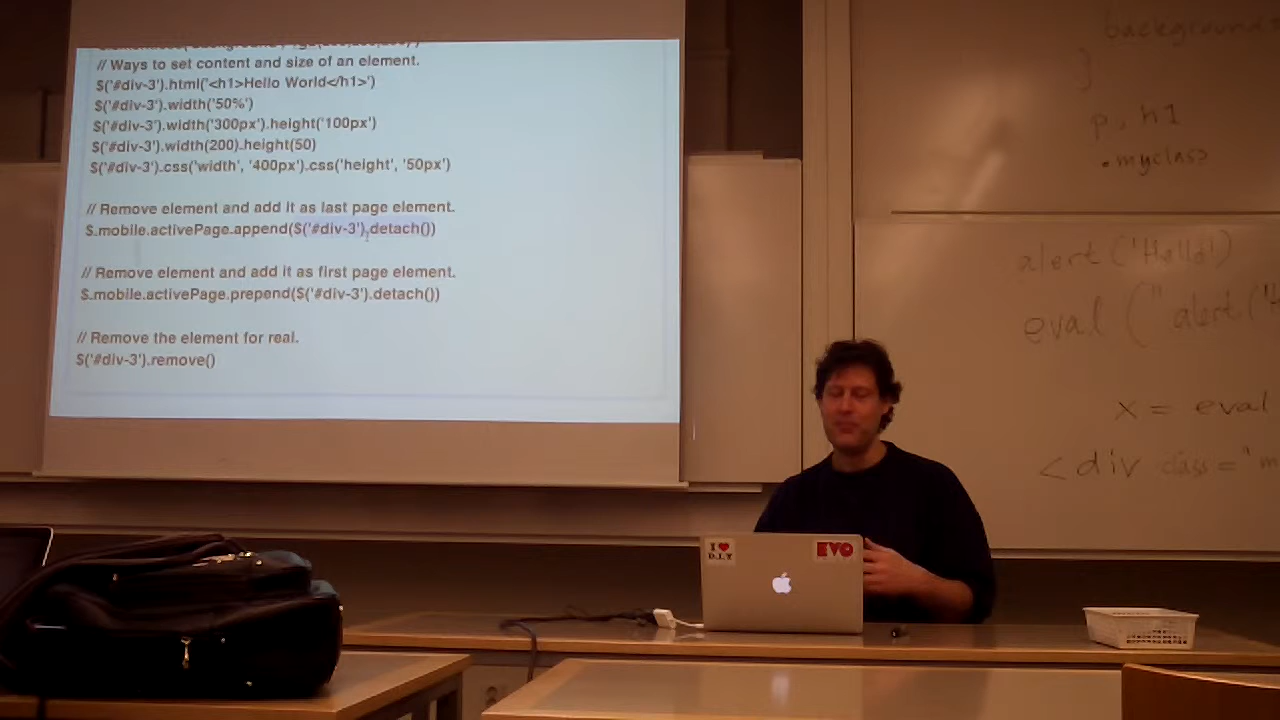 // Ways to set content and size of an element.
$('#div-3').html('<h1>Hello World</h1>')
$('#div-3').width('50%')
$('#div-3').width('300px').height('100px')
$('#div-3').width(200).height(50)
$('#div-3').css('width', '400px').css('height', '50px')
// Remove element and add it as last page element.
$.mobile.activePage.append($('#div-3').detach())
// Remove element and add it as first page element.
$.mobile.activePage.prepend($('#div-3').detach())
// Remove the element for real.
$('#div-3').remove()
background
}
p, h1
.myclass
alert('Hello')
eval ("alert('
x = eval
<div class="m
I ♥
D.I.Y
EVO